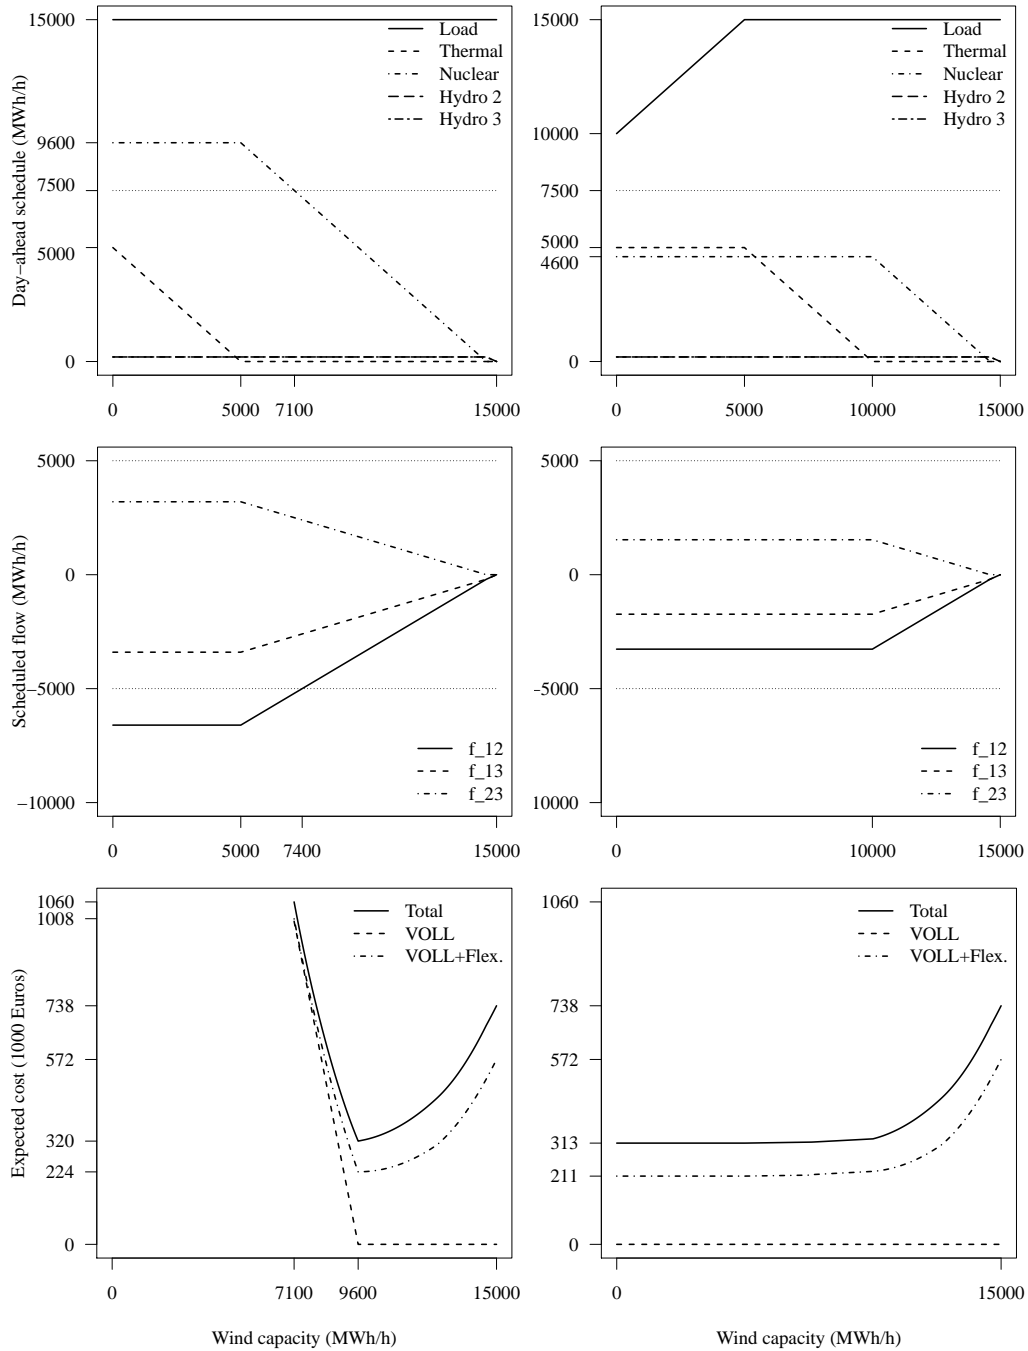 15000
9600
7500
5000
0
Day−ahead schedule (MWh/h)
Load
Thermal
Nuclear
Hydro 2
Hydro 3
0 5000 7100 15000
15000
10000
7500
5000
4600
0
Load
Thermal
Nuclear
Hydro 2
Hydro 3
0 5000 10000 15000
5000
0
−5000
−10000
Scheduled flow (MWh/h)
f_12
f_13
f_23
0 5000 7400 15000
5000
0
-5000
10000
f_12
f_13
f_23
0 10000 15000
1060
1008
738
572
320
224
0
Expected cost (1000 Euros)
Total
VOLL
VOLL+Flex.
0 7100 9600 15000
Wind capacity (MWh/h)
1060
738
572
313
211
0
Total
VOLL
VOLL+Flex.
0 15000
Wind capacity (MWh/h)